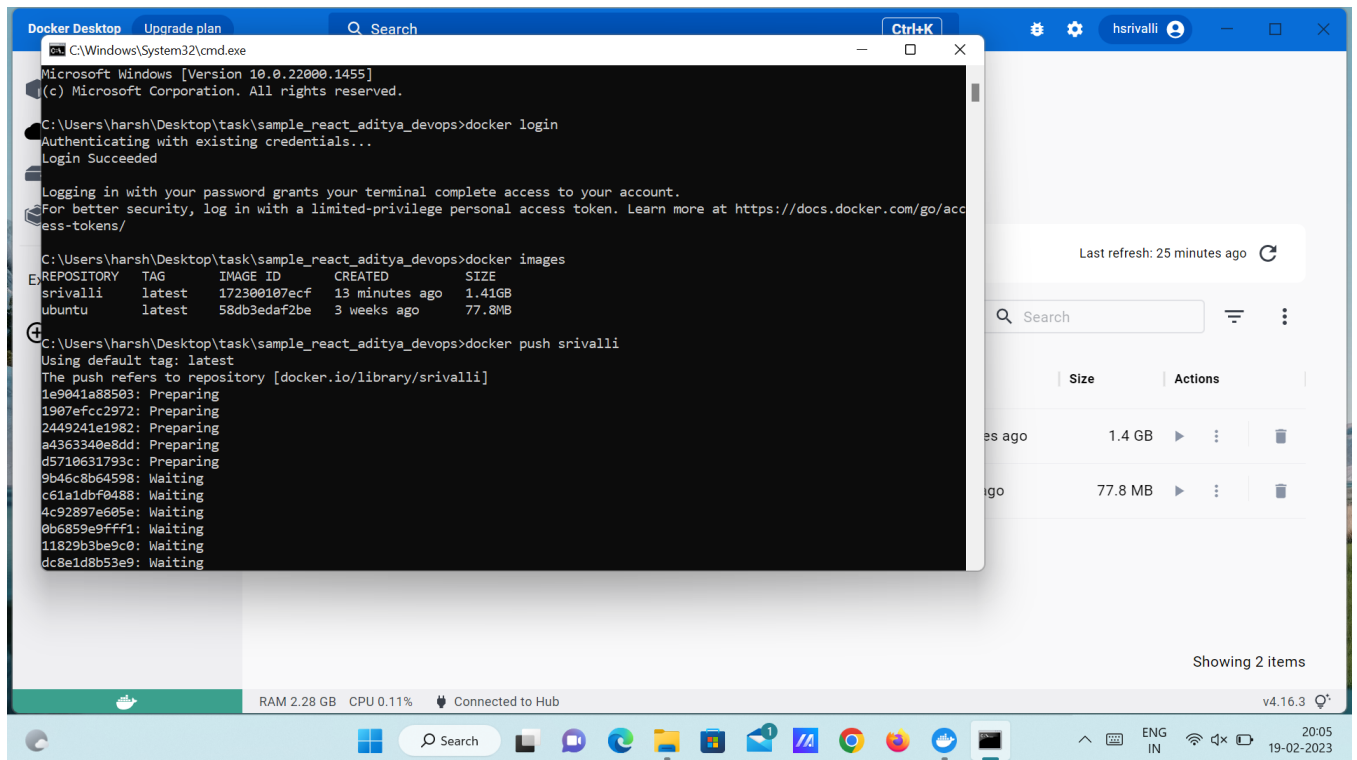 Docker Desktop Upgrade plan Search Ctrl+K hsrivalli
C:\Windows\System32\cmd.exe
Microsoft Windows [Version 10.0.22000.1455]
(c) Microsoft Corporation. All rights reserved.
C:\Users\harsh\Desktop\task\sample_react_aditya_devops>docker login
Authenticating with existing credentials...
Login Succeeded
Logging in with your password grants your terminal complete access to your account.
For better security, log in with a limited-privilege personal access token. Learn more at https://docs.docker.com/go/acc
ess-tokens/
C:\Users\harsh\Desktop\task\sample_react_aditya_devops>docker images
REPOSITORY TAG IMAGE ID CREATED SIZE
srivalli latest 172300107ecf 13 minutes ago 1.41GB
ubuntu latest 58db3edaf2be 3 weeks ago 77.8MB
C:\Users\harsh\Desktop\task\sample_react_aditya_devops>docker push srivalli
Using default tag: latest
The push refers to repository [docker.io/library/srivalli]
1e9041a88503: Preparing
1907efcc2972: Preparing
2449241e1982: Preparing
a4363340e8dd: Preparing
d5710631793c: Preparing
9b46c8b64598: Waiting
c61a1dbf0488: Waiting
4c92897e605e: Waiting
0b6859e9fff1: Waiting
11829b3be9c0: Waiting
dc8e1d8b53e9: Waiting
Last refresh: 25 minutes ago
Search
Size Actions
es ago 1.4 GB
ago 77.8 MB
Showing 2 items
RAM 2.28 GB CPU 0.11% Connected to Hub v4.16.3
Search 1 ENG 20:05
IN 19-02-2023